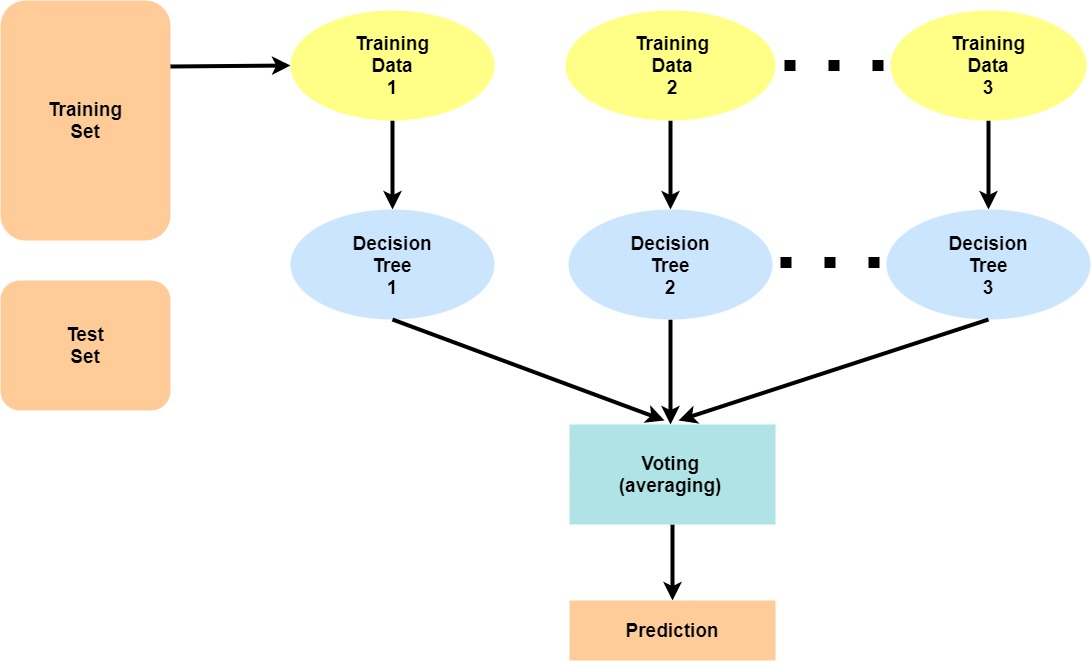 Training
Set
Training
Data
1
Training
Data
2
Training
Data
3
Decision
Tree
1
Decision
Tree
2
Decision
Tree
3
Test
Set
Voting
(averaging)
Prediction